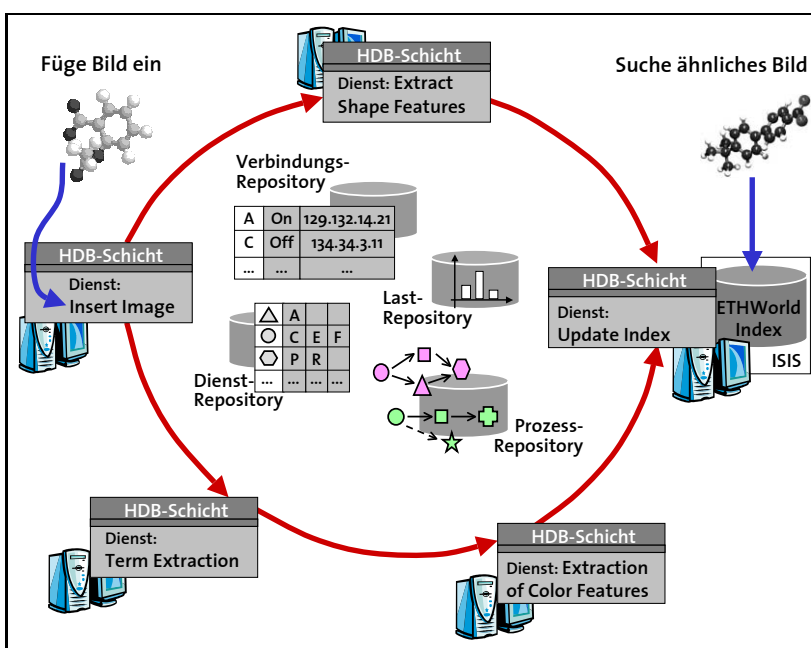 Füge Bild ein
HDB-Schicht
Dienst: Extract
Shape Features
Suche ähnliches Bild
Verbindungs-
Repository
A On 129.132.14.21
C Off 134.34.3.11
... ... ...
HDB-Schicht
Dienst:
Insert Image
Last-
Repository
HDB-Schicht
Dienst:
Update Index
ETHWorld
Index
ISIS
A
C E F
P R
... ... ... ...
Dienst-
Repository
Prozess-
Repository
HDB-Schicht
Dienst:
Term Extraction
HDB-Schicht
Dienst: Extraction
of Color Features